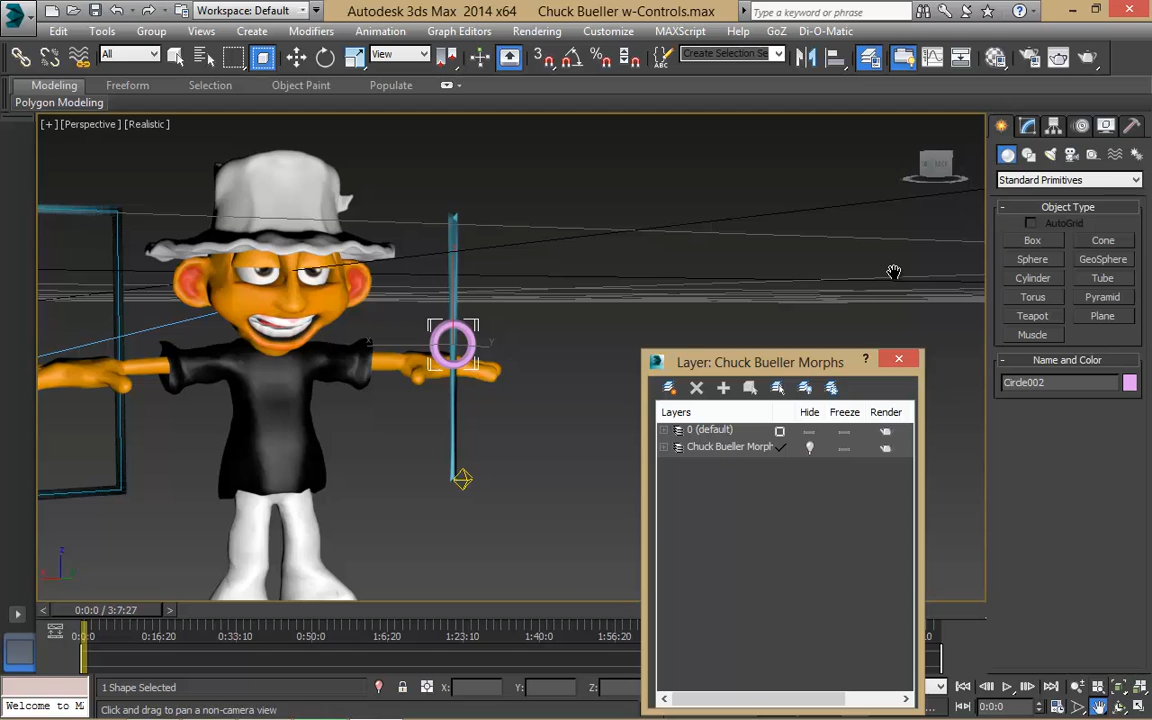 Workspace: Default
Autodesk 3ds Max 2014 x64 Chuck Bueller w-Controls.max
Type a keyword or phrase
Edit Tools Group Views Create Modifiers Animation Graph Editors Rendering Customize MAXScript Help GoZ Di-O-Matic
All
View
Create Selection Se
Modeling Freeform Selection Object Paint Populate
Polygon Modeling
[+] [Perspective] [Realistic]
Standard Primitives
Object Type
AutoGrid
Box Cone
Sphere GeoSphere
Cylinder Tube
Torus Pyramid
Teapot Plane
Muscle
Name and Color
Circle002
Layer: Chuck Bueller Morphs
Layers Hide Freeze Render
0 (default)
Chuck Bueller Morph
0:0:0 / 3:7:27
0:0:0 0:16:20 0:33:10 0:50:0 1:6:20 1:23:10 1:40:0 1:56:20
1 Shape Selected
X: Y: Z:
Welcome to M
Click and drag to pan a non-camera view
0:0:0